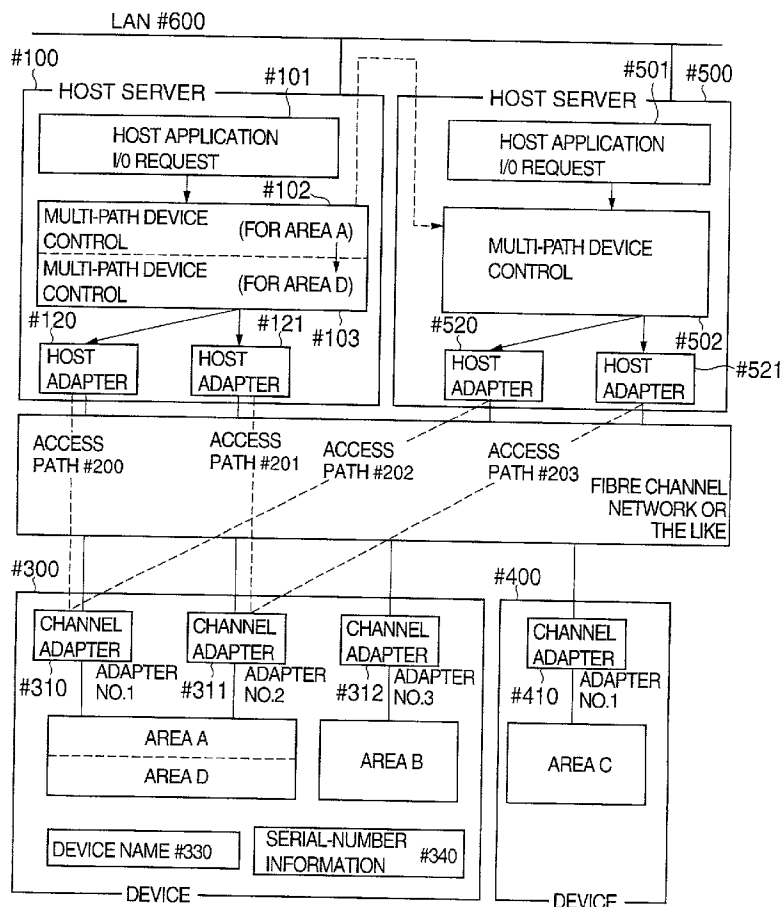 LAN #600
#100
HOST SERVER
#101
HOST APPLICATION
I/O REQUEST
#102
MULTI-PATH DEVICE
CONTROL
(FOR AREA A)
MULTI-PATH DEVICE
CONTROL
(FOR AREA D)
#103
#120
HOST
ADAPTER
#121
HOST
ADAPTER
#501
#500
HOST SERVER
HOST APPLICATION
I/O REQUEST
MULTI-PATH DEVICE
CONTROL
#502
#520
HOST
ADAPTER
HOST
ADAPTER
#521
ACCESS
PATH #200
ACCESS
PATH #201
ACCESS
PATH #202
ACCESS
PATH #203
FIBRE CHANNEL
NETWORK OR
THE LIKE
#300
CHANNEL
ADAPTER
#310
ADAPTER
NO.1
CHANNEL
ADAPTER
#311
ADAPTER
NO.2
CHANNEL
ADAPTER
#312
ADAPTER
NO.3
AREA A
AREA D
AREA B
DEVICE NAME #330
SERIAL-NUMBER
INFORMATION #340
DEVICE
#400
CHANNEL
ADAPTER
#410
ADAPTER
NO.1
AREA C
DEVICE